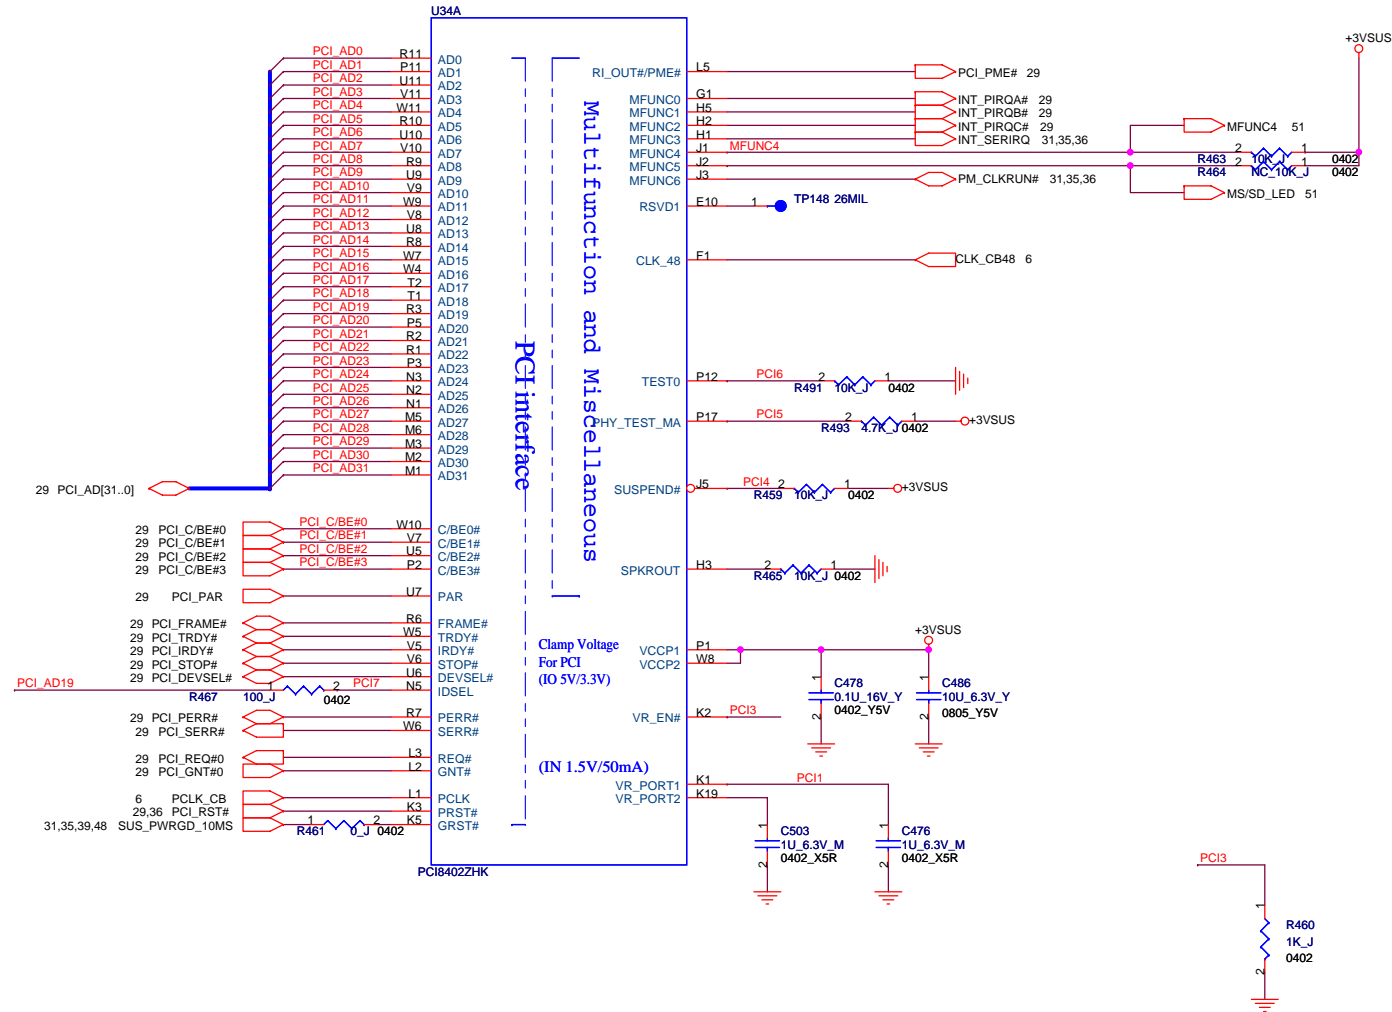 U34A
PCI_AD0 R11 AD0
PCI_AD1 P11 AD1
PCI_AD2 U11 AD2
PCI_AD3 V11 AD3
PCI_AD4 W11 AD4
PCI_AD5 R10 AD5
PCI_AD6 U10 AD6
PCI_AD7 V10 AD7
PCI_AD8 R9 AD8
PCI_AD9 U9 AD9
PCI_AD10 V9 AD10
PCI_AD11 W9 AD11
PCI_AD12 V8 AD12
PCI_AD13 U8 AD13
PCI_AD14 R8 AD14
PCI_AD15 W7 AD15
PCI_AD16 W4 AD16
PCI_AD17 T2 AD17
PCI_AD18 T1 AD18
PCI_AD19 R3 AD19
PCI_AD20 P5 AD20
PCI_AD21 R2 AD21
PCI_AD22 R1 AD22
PCI_AD23 P3 AD23
PCI_AD24 N3 AD24
PCI_AD25 N2 AD25
PCI_AD26 N1 AD26
PCI_AD27 M5 AD27
PCI_AD28 M6 AD28
PCI_AD29 M3 AD29
PCI_AD30 M2 AD30
PCI_AD31 M1 AD31
29 PCI_AD[31..0]
29 PCI_C/BE#0 PCI_C/BE#0 W10 C/BE0#
29 PCI_C/BE#1 PCI_C/BE#1 V7 C/BE1#
29 PCI_C/BE#2 PCI_C/BE#2 U5 C/BE2#
29 PCI_C/BE#3 PCI_C/BE#3 P2 C/BE3#
29 PCI_PAR U7 PAR
29 PCI_FRAME# R6 FRAME#
29 PCI_TRDY# W5 TRDY#
29 PCI_IRDY# V5 IRDY#
29 PCI_STOP# V6 STOP#
29 PCI_DEVSEL# U6 DEVSEL#
PCI_AD19 1 2 PCI7 N5 IDSEL
R467 100_J 0402
29 PCI_PERR# R7 PERR#
29 PCI_SERR# W6 SERR#
29 PCI_REQ#0 L3 REQ#
29 PCI_GNT#0 L2 GNT#
6 PCLK_CB L1 PCLK
29,36 PCI_RST# K3 PRST#
31,35,39,48 SUS_PWRGD_10MS 1 2 K5 GRST#
R461 0_J 0402
PCI8402ZHK
PCI interface
Multifunction and Miscellaneous
Clamp Voltage
For PCI
(IO 5V/3.3V)
(IN 1.5V/50mA)
RI_OUT#/PME# L5 PCI_PME# 29
MFUNC0 G1 INT_PIRQA# 29
MFUNC1 H5 INT_PIRQB# 29
MFUNC2 H2 INT_PIRQC# 29
MFUNC3 H1 INT_SERIRQ 31,35,36
MFUNC4 J1 MFUNC4
MFUNC5 J2
MFUNC6 J3 PM_CLKRUN# 31,35,36
+3VSUS
MFUNC4 51
2 1
R463 10K_J 0402
2 1
R464 NC_10K_J 0402
MS/SD_LED 51
RSVD1 E10 1 TP148 26MIL
CLK_48 F1 CLK_CB48 6
TEST0 P12 PCI6 2 1
R491 10K_J 0402
PHY_TEST_MA P17 PCI5 2 1 +3VSUS
R493 4.7K_J 0402
SUSPEND# J5 PCI4 2 1 +3VSUS
R459 10K_J 0402
SPKROUT H3 2 1
R465 10K_J 0402
+3VSUS
VCCP1 P1
VCCP2 W8
1 C478
0.1U_16V_Y
2 0402_Y5V
1 C486
10U_6.3V_Y
2 0805_Y5V
VR_EN# K2 PCI3
VR_PORT1 K1 PCI1
VR_PORT2 K19
1 C503
1U_6.3V_M
2 0402_X5R
1 C476
1U_6.3V_M
2 0402_X5R
PCI3
1
R460
1K_J
0402
2